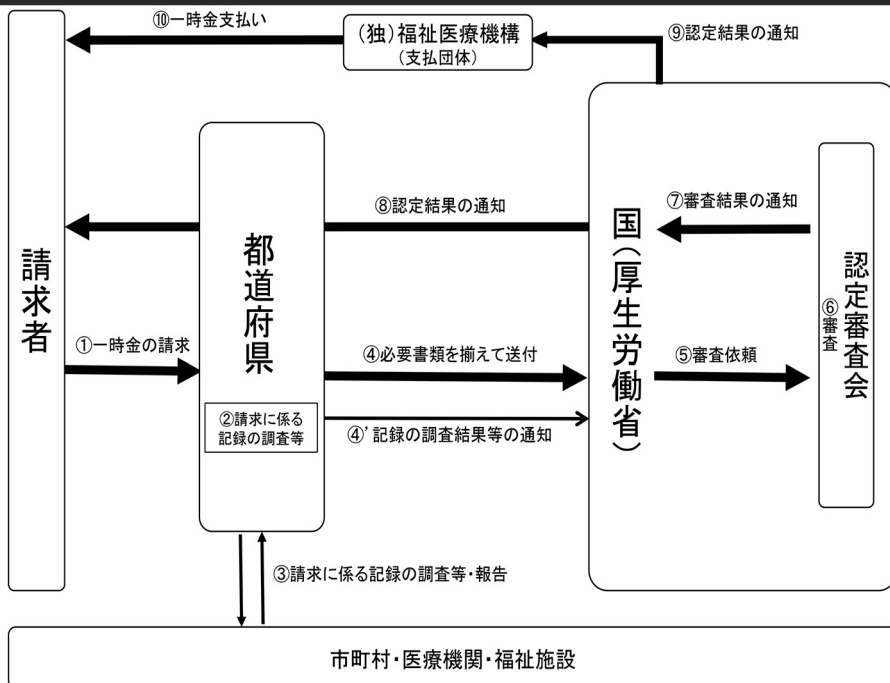 ⑩一時金支払い
(独)福祉医療機構
(支払団体)
⑨認定結果の通知
請求者
都道府県
⑧認定結果の通知
国(厚生労働省)
⑦審査結果の通知
認定審査会
⑥審査
①一時金の請求
④必要書類を揃えて送付
⑤審査依頼
②請求に係る
記録の調査等
④'記録の調査結果等の通知
③請求に係る記録の調査等・報告
市町村・医療機関・福祉施設